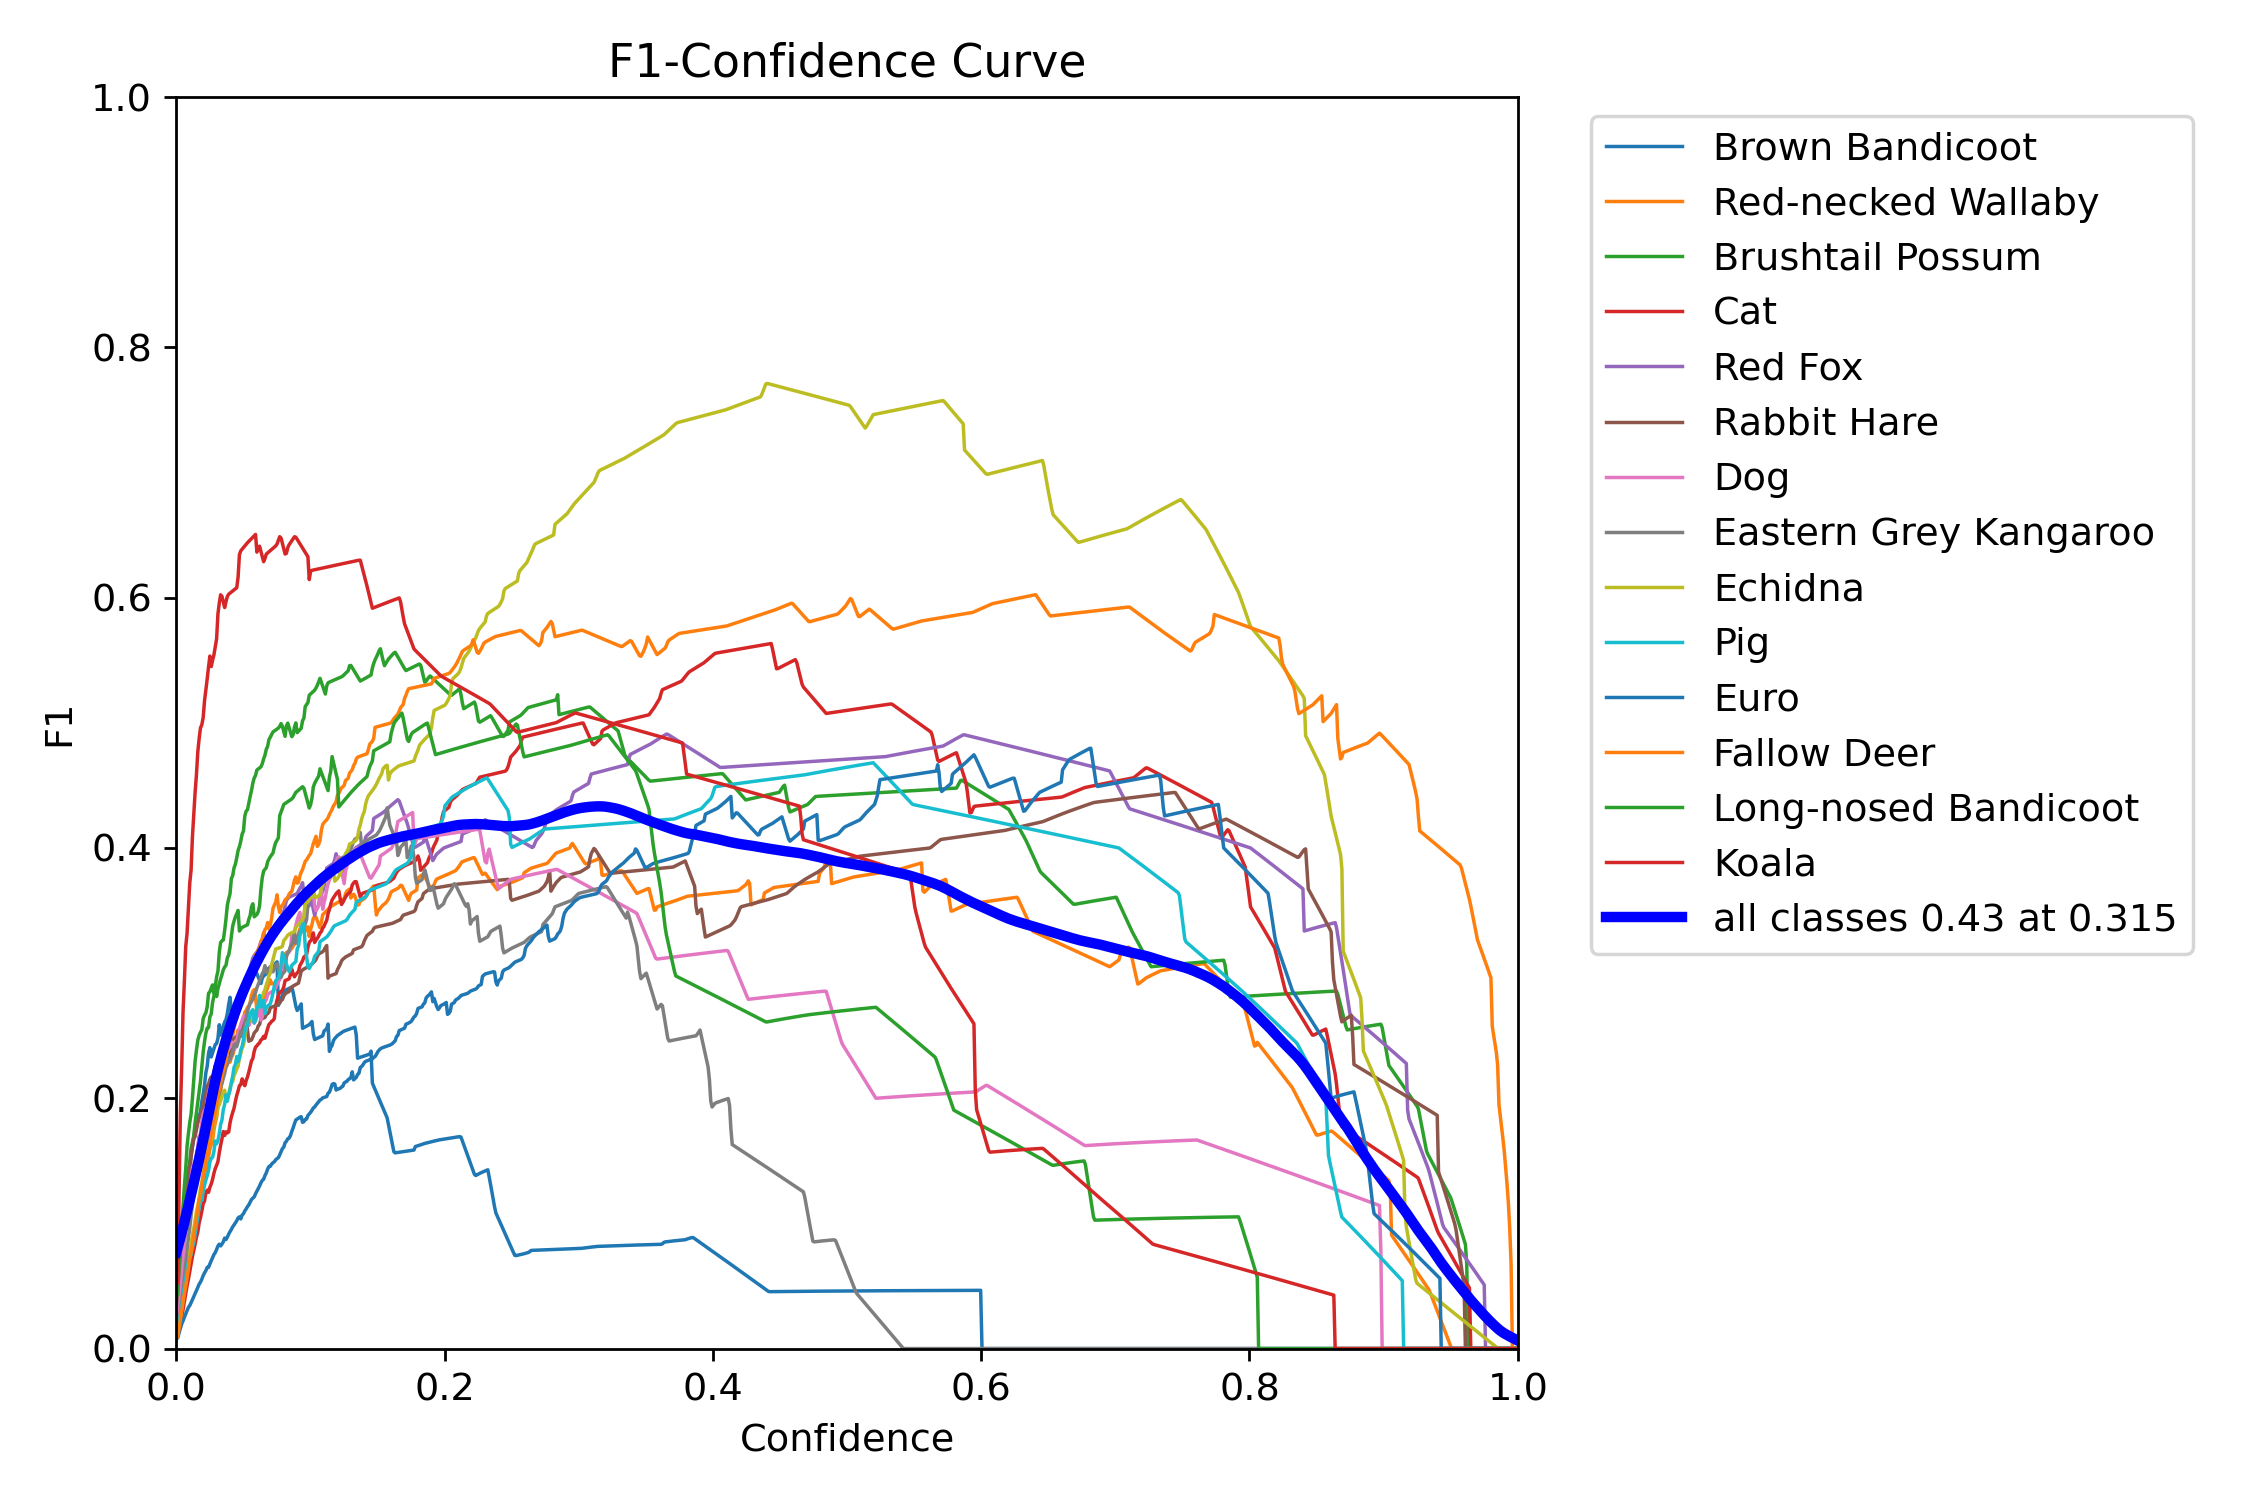 F1-Confidence Curve
1.0
0.8
0.6
0.4
0.2
0.0
F1
0.0 0.2 0.4 0.6 0.8 1.0
Confidence
Brown Bandicoot
Red-necked Wallaby
Brushtail Possum
Cat
Red Fox
Rabbit Hare
Dog
Eastern Grey Kangaroo
Echidna
Pig
Euro
Fallow Deer
Long-nosed Bandicoot
Koala
all classes 0.43 at 0.315